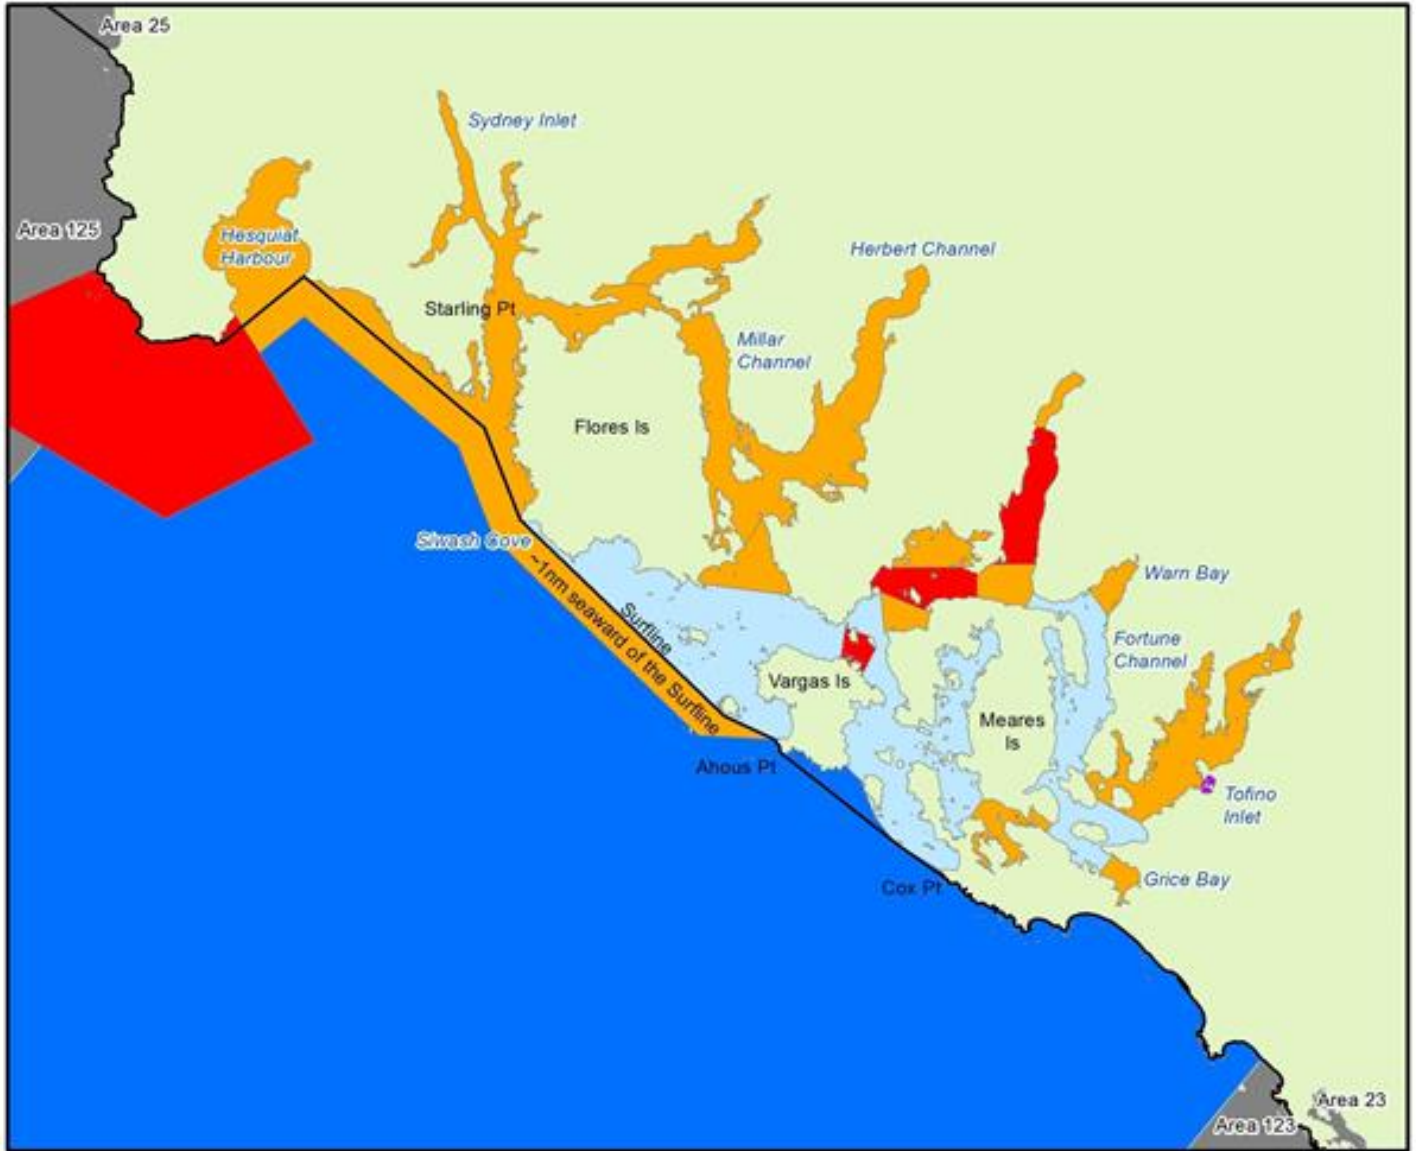 Area 25
Sydney Inlet
Area 125
Hesquiat
Harbour
Herbert Channel
Starling Pt
Millar
Channel
Flores Is
Siwash Cove
~1nm seaward of the Surfline
Surfline
Warn Bay
Fortune
Channel
Vargas Is
Meares
Is
Ahous Pt
Tofino
Inlet
Cox Pt
Grice Bay
Area 23
Area 123